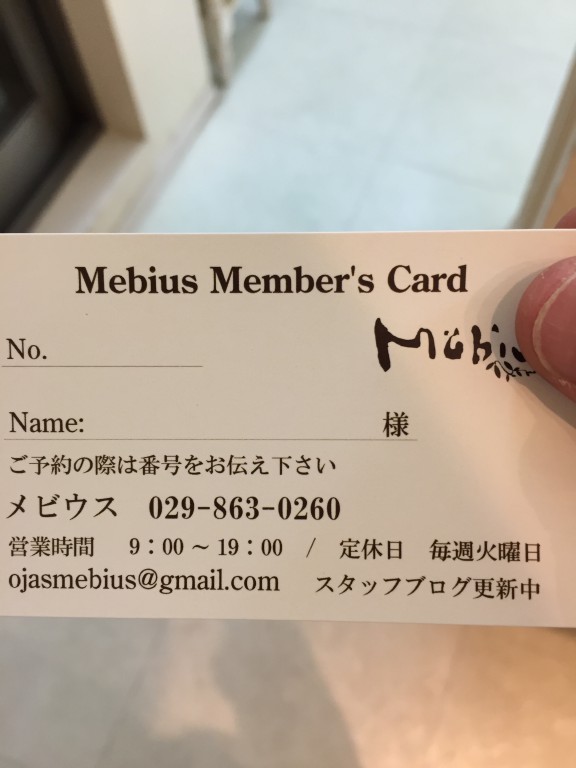 Mebius Member's Card
No.
Name: 様
ご予約の際は番号をお伝え下さい
メビウス 029-863-0260
営業時間 9:00～19:00 / 定休日 毎週火曜日
ojasmebius@gmail.com スタッフブログ更新中